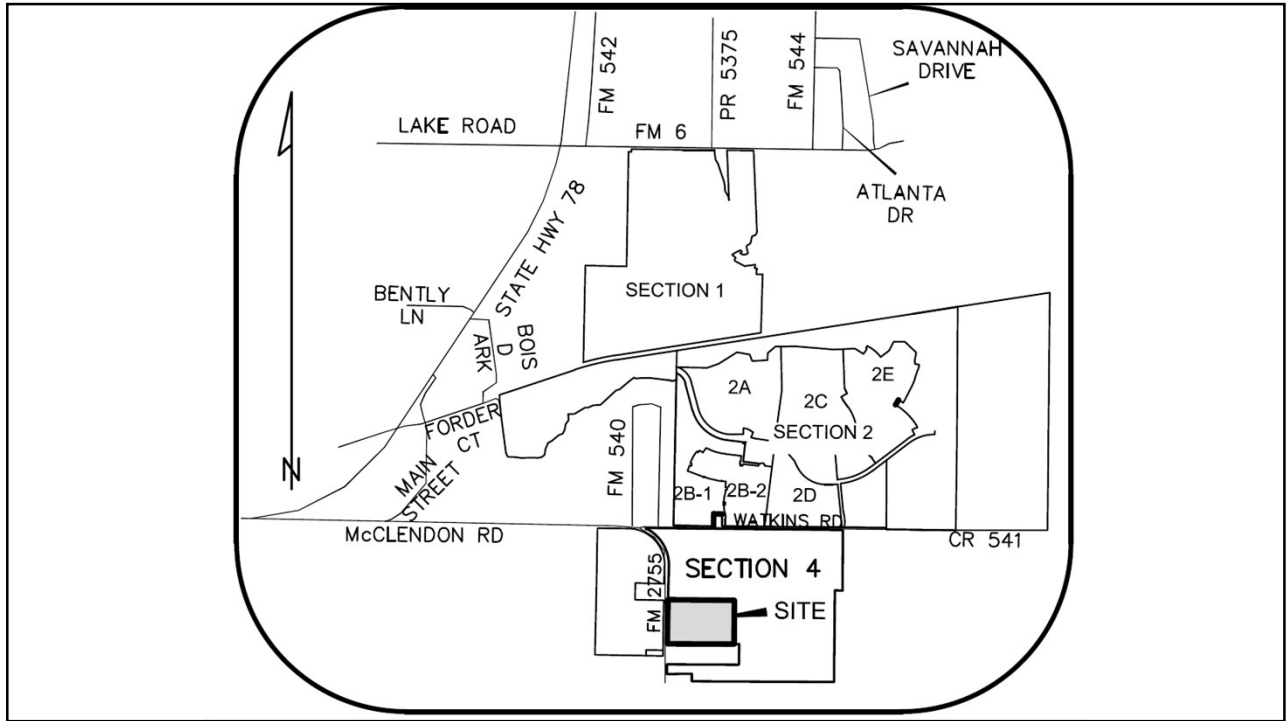 FM 542
PR 5375
FM 544
SAVANNAH
DRIVE
LAKE ROAD
FM 6
ATLANTA
DR
STATE HWY 78
SECTION 1
BENTLY
LN
BOIS
D
ARK
2A
2C
2E
SECTION 2
FORDER
CT
MAIN
STREET
FM 540
N
2B-1
2B-2
2D
WATKINS RD
McCLENDON RD
CR 541
FM 2755
SECTION 4
SITE